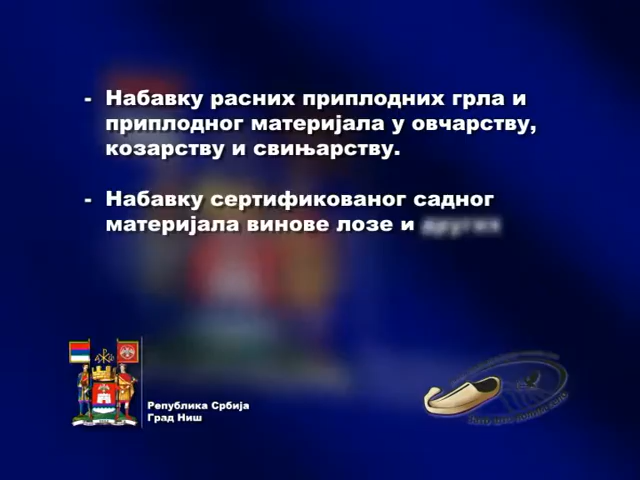 - Набавку расних приплодних грла и
приплодног материјала у овчарству,
козарству и свињарству.
- Набавку сертификованог садног
материјала винове лозе и других
Република Србија
Град Ниш